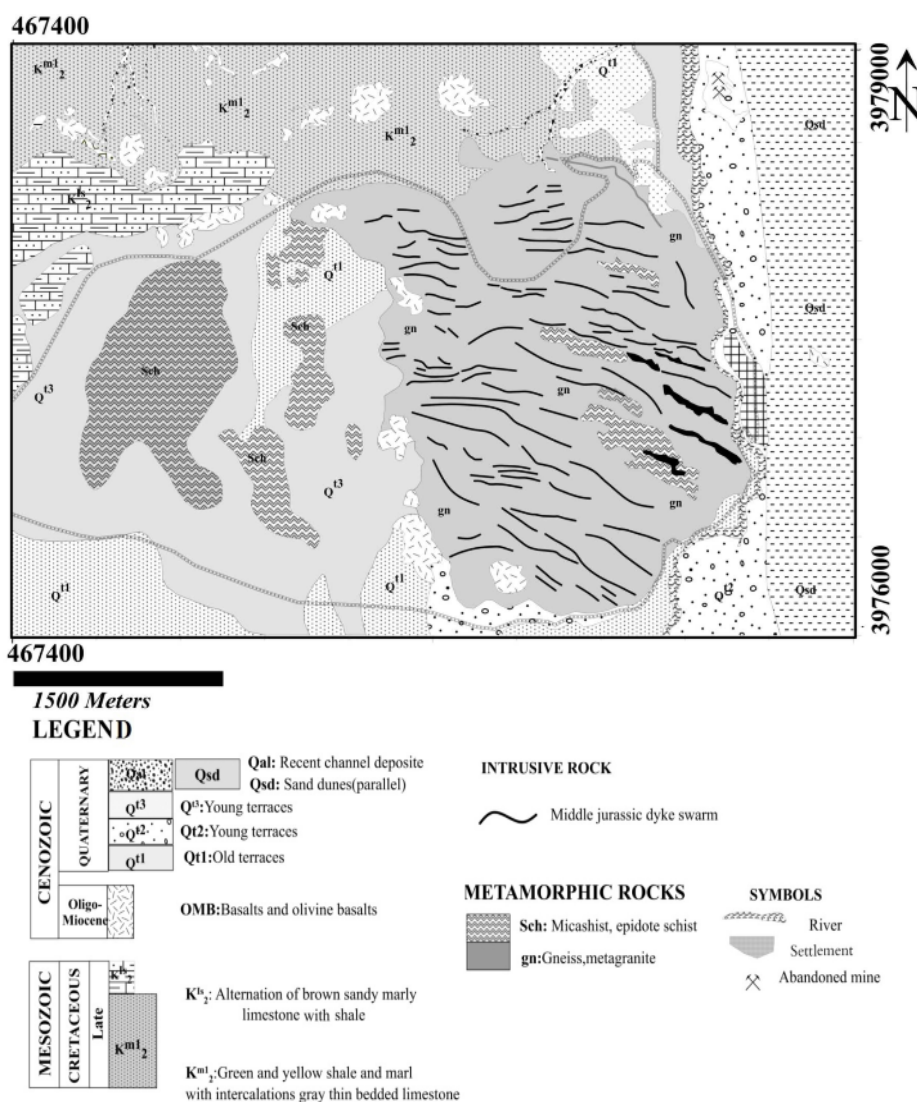 467400
3979000
N
K^m1_2
K^m1_2
K^m1_2
Q^t1
Qsd
K^ls_2
gn
Q^t1
Qsd
Sch
gn
Sch
Q^t3
gn
Sch
Q^t3
gn
gn
Q^t1
Q^t1
Q^t2
Qsd
3976000
467400
1500 Meters
LEGEND
CENOZOIC
QUATERNARY
Qal
Qsd
Qal: Recent channel deposite
Qsd: Sand dunes(parallel)
Q^t3
Q^t3:Young terraces
Q^t2
Qt2:Young terraces
Q^t1
Qt1:Old terraces
Oligo-
Miocene
OMB:Basalts and olivine basalts
MESOZOIC
CRETACEOUS
Late
K^ls_2
K^m1_2
K^ls_2: Alternation of brown sandy marly
limestone with shale
K^m1_2:Green and yellow shale and marl
with intercalations gray thin bedded limestone
INTRUSIVE ROCK
Middle jurassic dyke swarm
METAMORPHIC ROCKS
Sch: Micashist, epidote schist
gn:Gneiss,metagranite
SYMBOLS
River
Settlement
Abandoned mine